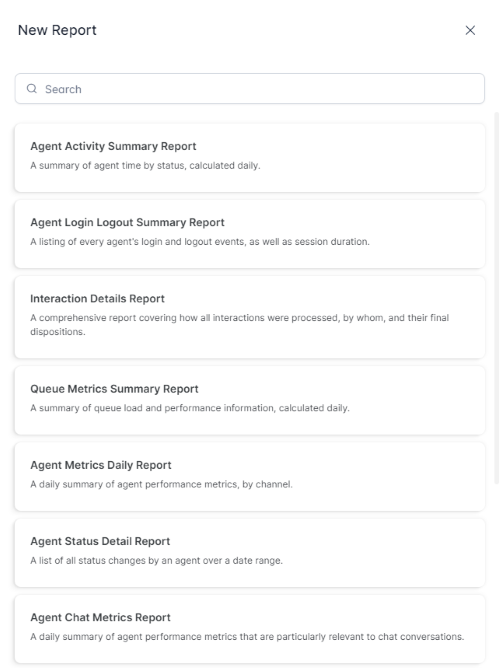 New Report
Search
Agent Activity Summary Report
A summary of agent time by status, calculated daily.
Agent Login Logout Summary Report
A listing of every agent's login and logout events, as well as session duration.
Interaction Details Report
A comprehensive report covering how all interactions were processed, by whom, and their final
dispositions.
Queue Metrics Summary Report
A summary of queue load and performance information, calculated daily.
Agent Metrics Daily Report
A daily summary of agent performance metrics, by channel.
Agent Status Detail Report
A list of all status changes by an agent over a date range.
Agent Chat Metrics Report
A daily summary of agent performance metrics that are particularly relevant to chat conversations.